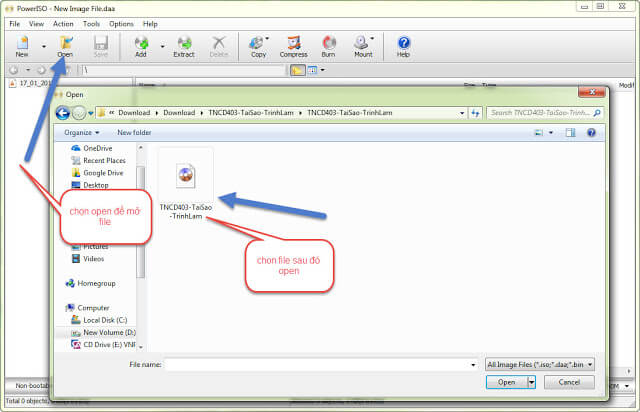 PowerISO - New Image File.daa
File View Action Tools Options Help
New Open Save Add Extract Delete Copy Compress Burn Mount Help
\
17_01_201
Name Size Type Modifi
Open
Download Download TNCD403-TaiSao-TrinhLam TNCD403-TaiSao-TrinhLam
Search TNCD403-TaiSao-TrinhL...
Organize New folder
OneDrive
Recent Places
Google Drive
Desktop
chọn open để mở
file
TNCD403-TaiSao
-TrinhLam
chọn file sau đó
open
Pictures
Videos
Homegroup
Computer
Local Disk (C:)
New Volume (D:)
CD Drive (E:) VNF
File name:
All Image Files (*.iso;*.daa;*.bin
Open Cancel
Non-bootab
Total 0 objects,